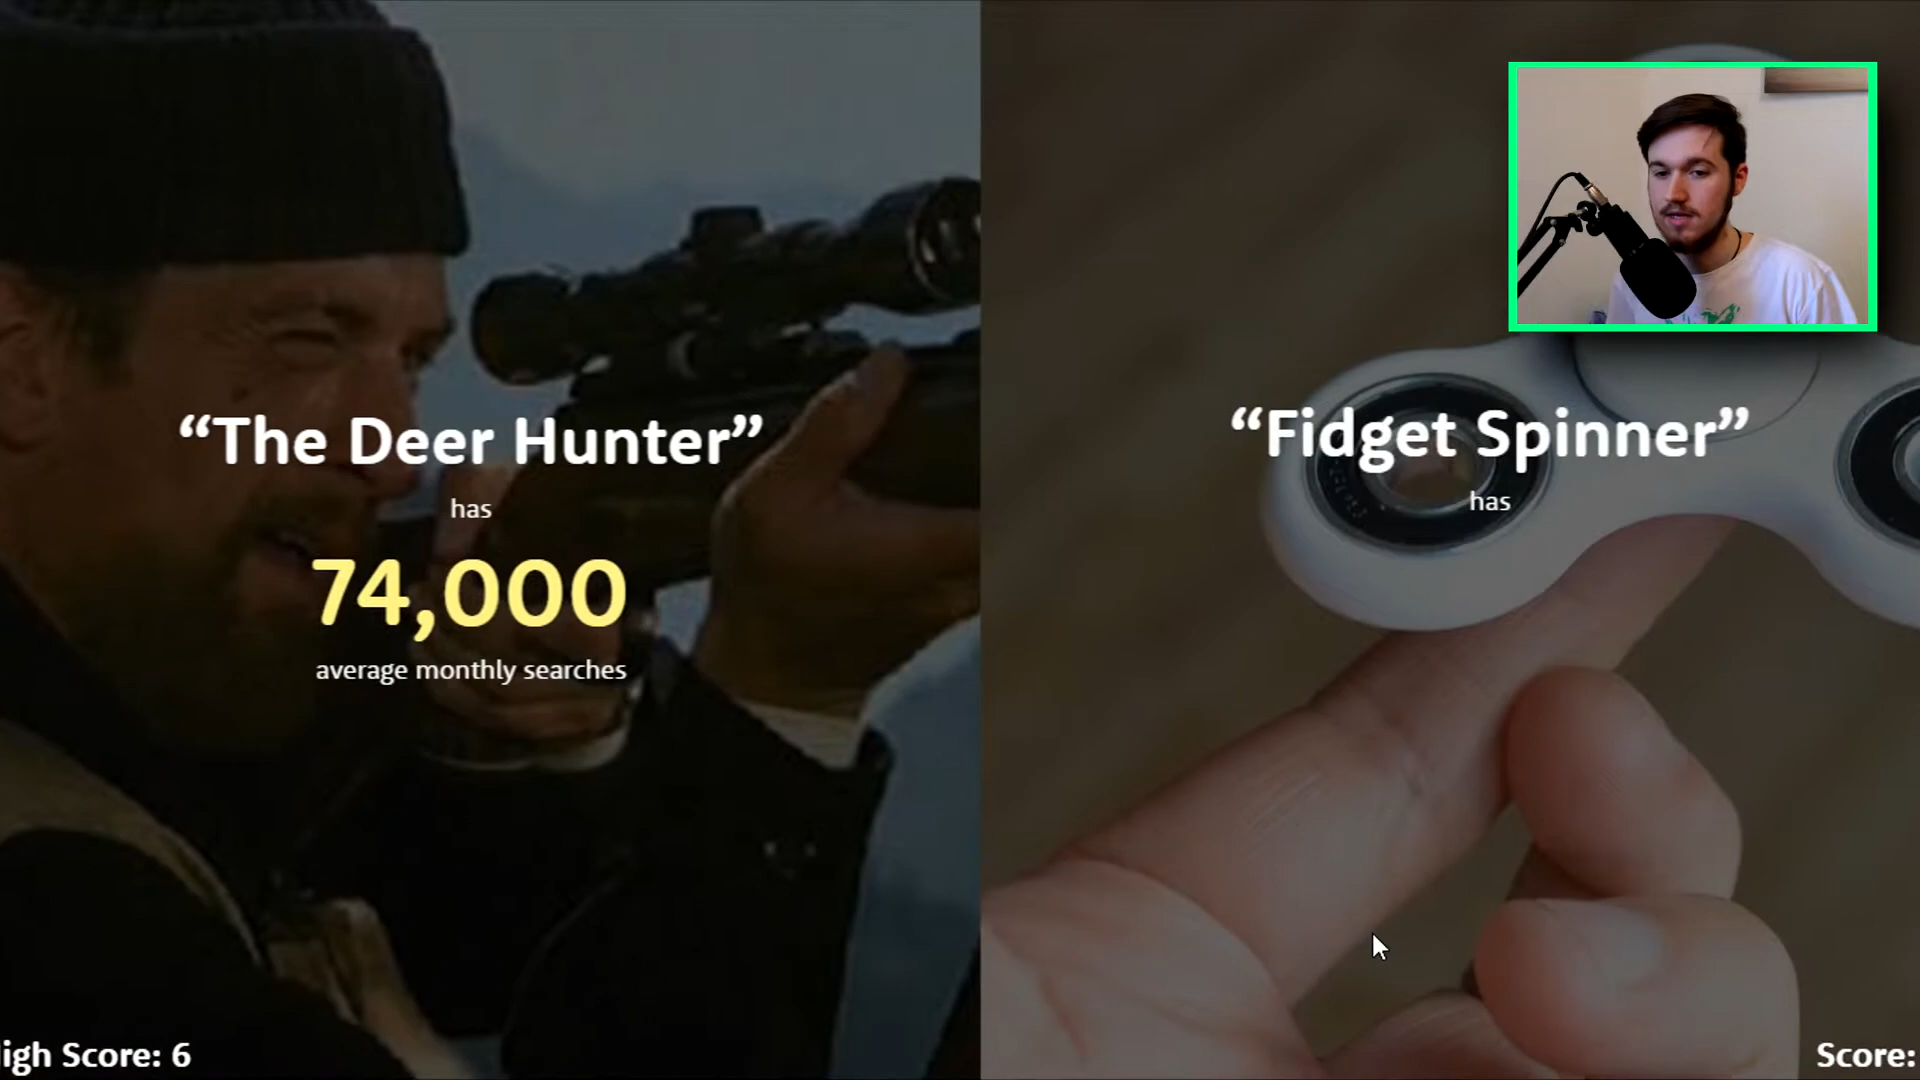 “The Deer Hunter”
has
74,000
average monthly searches
“Fidget Spinner”
has
igh Score: 6
Score: